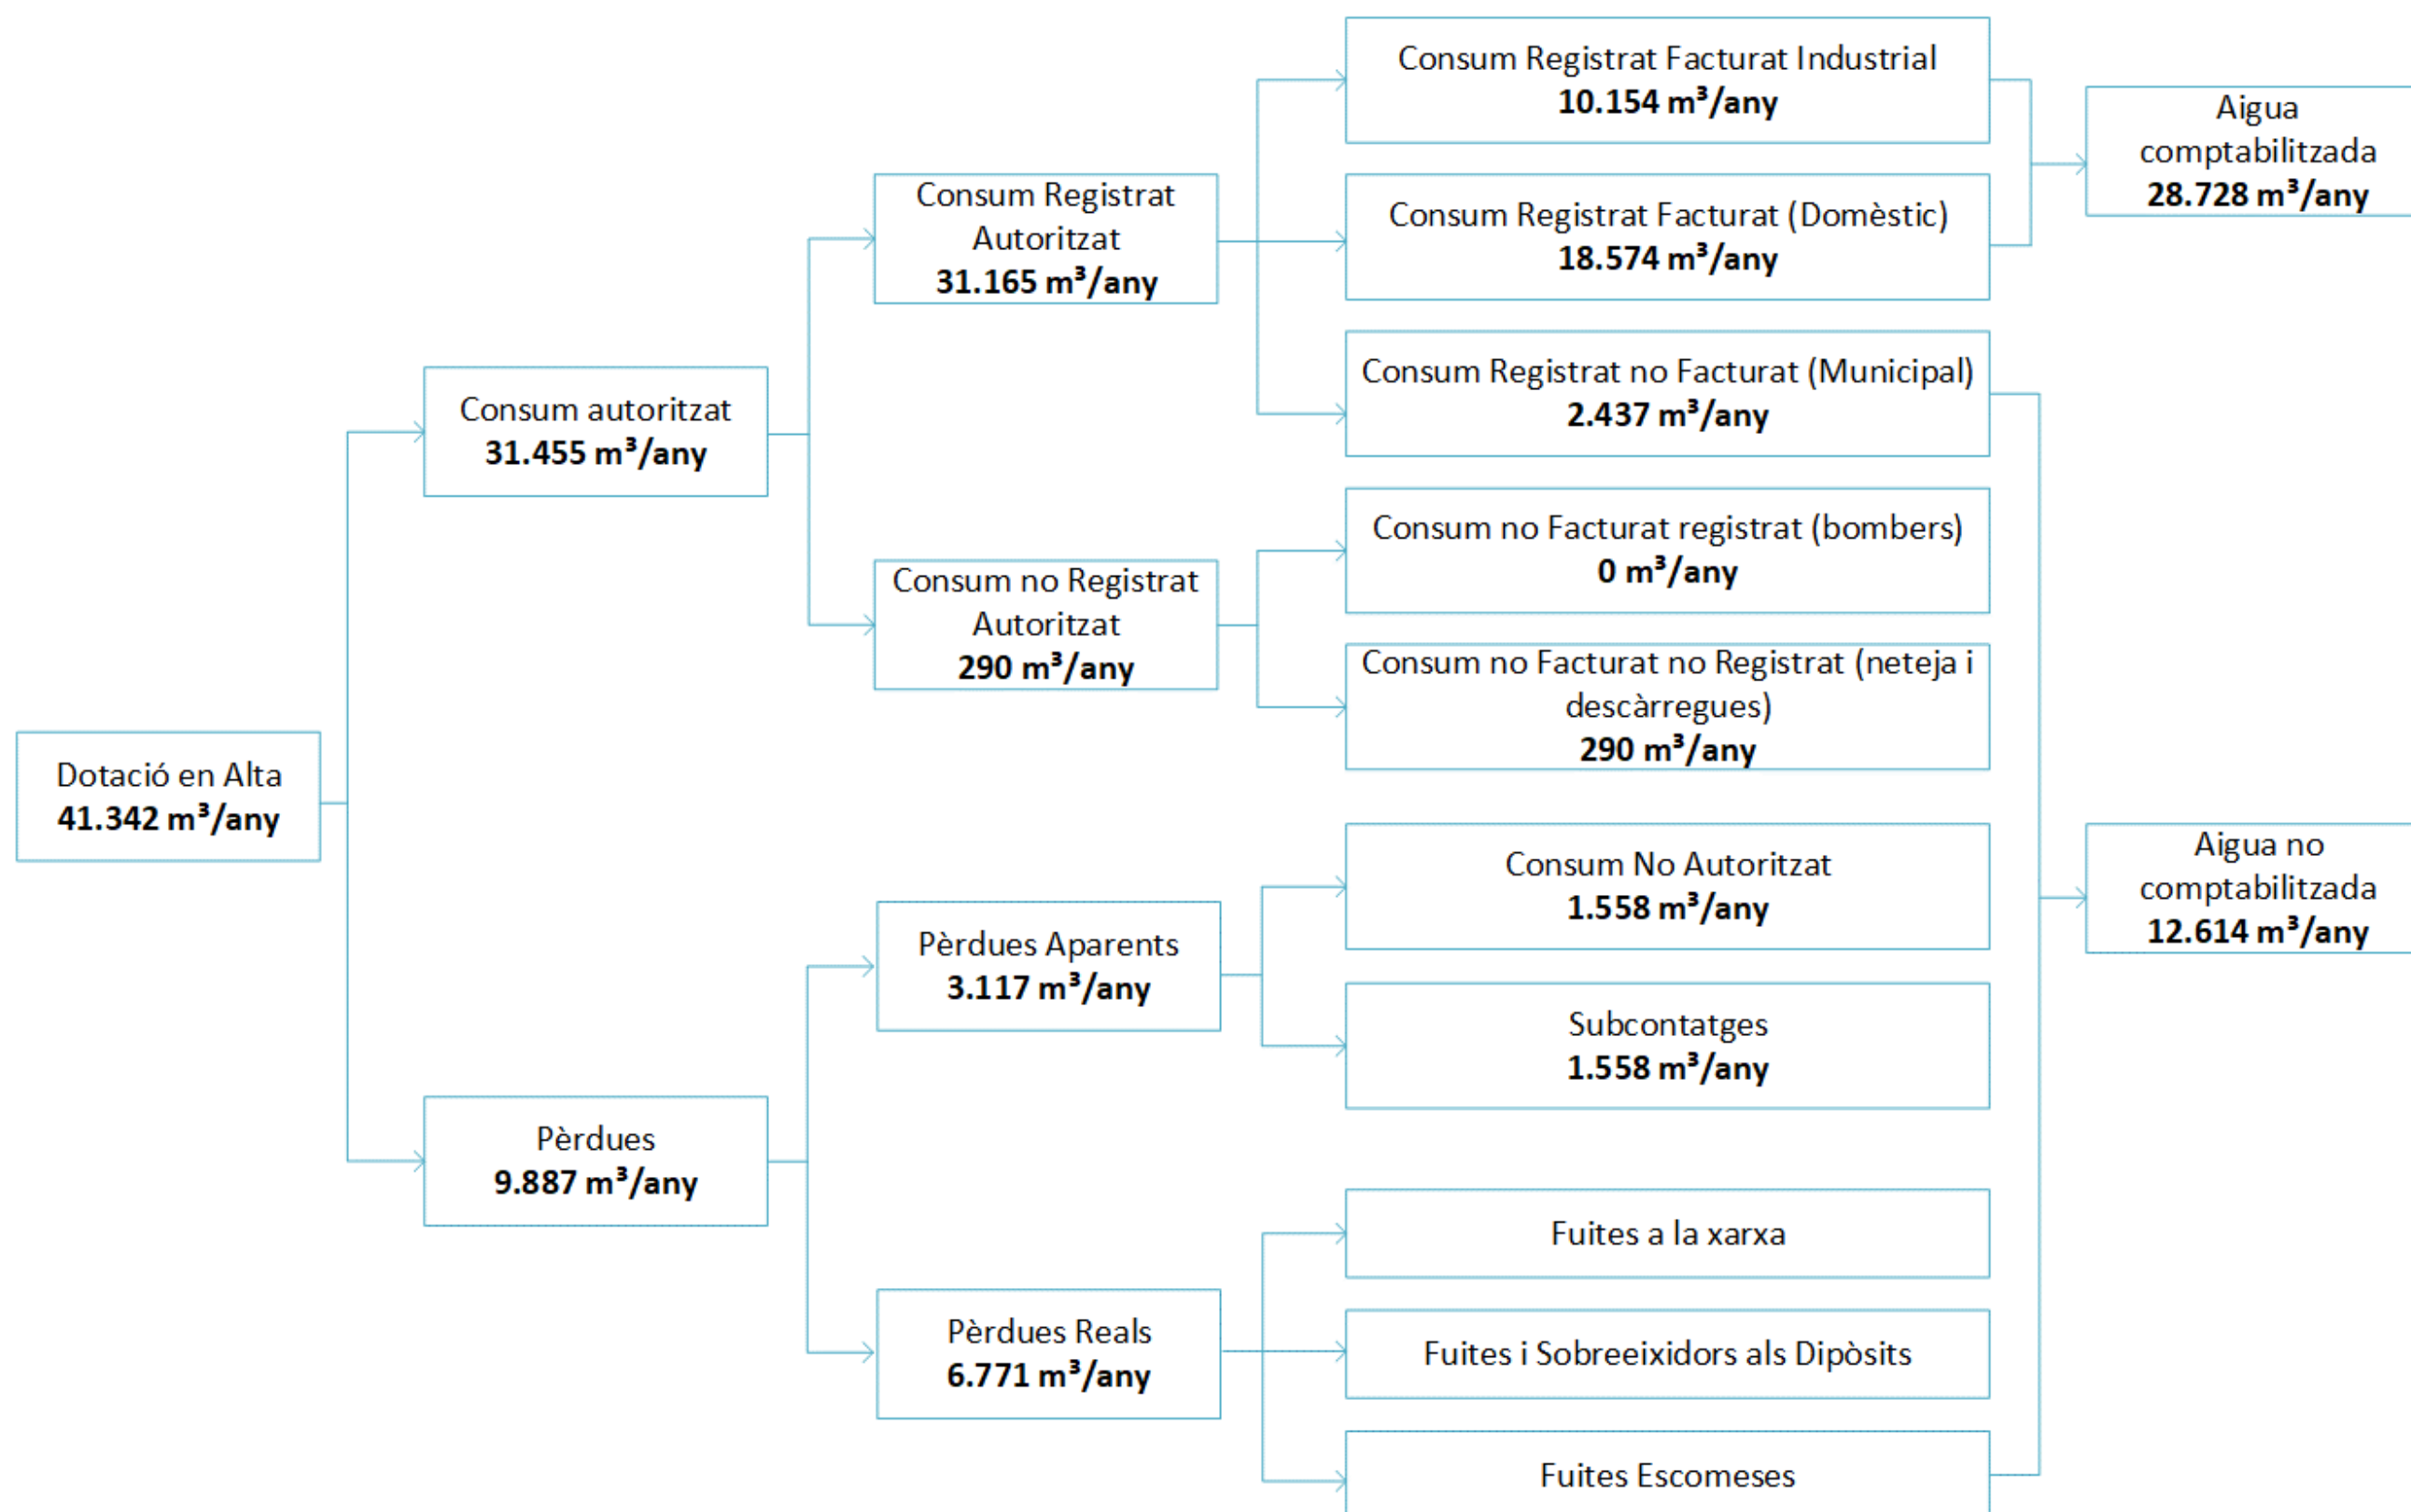 Dotació en Alta
41.342 m³/any
Consum autoritzat
31.455 m³/any
Pèrdues
9.887 m³/any
Consum Registrat
Autoritzat
31.165 m³/any
Consum no Registrat
Autoritzat
290 m³/any
Pèrdues Aparents
3.117 m³/any
Pèrdues Reals
6.771 m³/any
Consum Registrat Facturat Industrial
10.154 m³/any
Consum Registrat Facturat (Domèstic)
18.574 m³/any
Consum Registrat no Facturat (Municipal)
2.437 m³/any
Consum no Facturat registrat (bombers)
0 m³/any
Consum no Facturat no Registrat (neteja i
descàrregues)
290 m³/any
Consum No Autoritzat
1.558 m³/any
Subcontatges
1.558 m³/any
Fuites a la xarxa
Fuites i Sobreeixidors als Dipòsits
Fuites Escomeses
Aigua
comptabilitzada
28.728 m³/any
Aigua no
comptabilitzada
12.614 m³/any